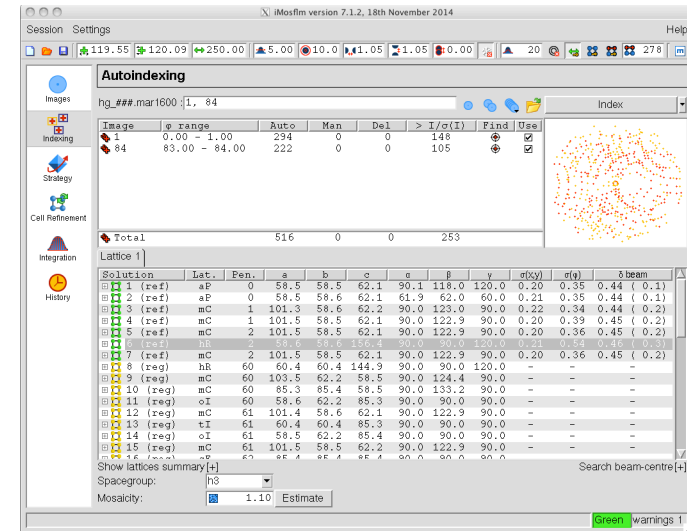 iMosflm version 7.1.2, 18th November 2014
Session Settings Help
119.55 120.09 250.00 5.00 10.0 1.05 1.05 0.00 20 278
Autoindexing
Images
hg_###.mar1600 : 1, 84 Index
Image φ range Auto Man Del > I/σ(I) Find Use
1 0.00 - 1.00 294 0 0 148
84 83.00 - 84.00 222 0 0 105
Indexing
Strategy
Cell Refinement
Total 516 0 0 253
Integration
Lattice 1
Solution Lat. Pen. a b c α β γ σ(x,y) σ(φ) δ beam
1 (ref) aP 0 58.5 58.5 62.1 90.1 118.0 120.0 0.20 0.35 0.44 ( 0.1)
2 (ref) aP 0 58.5 58.6 62.1 61.9 62.0 60.0 0.21 0.35 0.44 ( 0.1)
3 (ref) mC 1 101.3 58.6 62.2 90.0 123.0 90.0 0.22 0.34 0.44 ( 0.2)
4 (ref) mC 1 101.5 58.5 62.1 90.0 122.9 90.0 0.20 0.39 0.45 ( 0.2)
5 (ref) mC 2 101.5 58.5 62.1 90.0 122.9 90.0 0.20 0.36 0.45 ( 0.2)
6 (ref) hR 2 58.6 58.6 156.4 90.0 90.0 120.0 0.21 0.54 0.46 ( 0.3)
7 (ref) mC 2 101.5 58.5 62.1 90.0 122.9 90.0 0.20 0.36 0.45 ( 0.2)
8 (reg) hR 60 60.4 60.4 144.9 90.0 90.0 120.0 - - -
9 (reg) mC 60 103.5 62.2 58.5 90.0 124.4 90.0 - - -
10 (reg) mC 60 85.3 85.4 58.5 90.0 133.2 90.0 - - -
11 (reg) oI 60 58.6 62.2 85.3 90.0 90.0 90.0 - - -
12 (reg) mC 61 101.4 58.6 62.1 90.0 122.9 90.0 - - -
13 (reg) tI 61 60.4 60.4 85.3 90.0 90.0 90.0 - - -
14 (reg) oI 61 58.5 62.2 85.4 90.0 90.0 90.0 - - -
15 (reg) mC 61 101.5 58.5 62.2 90.0 122.9 90.0 - - -
History
Show lattices summary [+] Search beam-centre [+]
Spacegroup: h3
Mosaicity: 1.10 Estimate
Green warnings 1